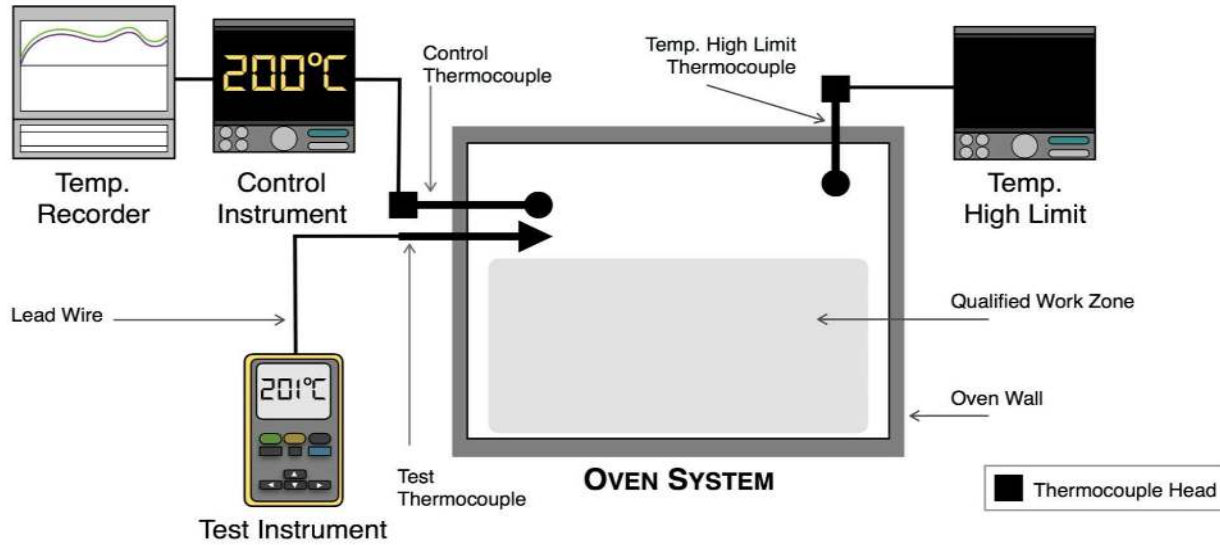 200°C
Temp.
Recorder
Control
Instrument
Control
Thermocouple
Temp. High Limit
Thermocouple
Temp.
High Limit
Lead Wire
201°C
Test Instrument
Test
Thermocouple
OVEN SYSTEM
Qualified Work Zone
Oven Wall
Thermocouple Head